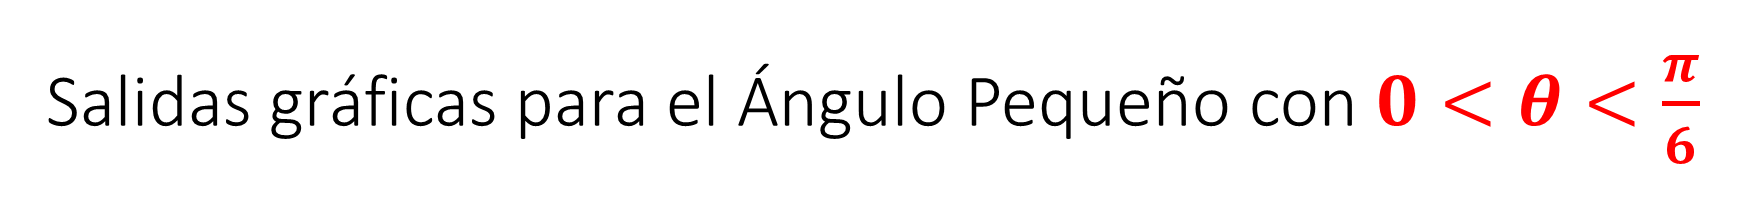 Salidas gráficas para el Ángulo Pequeño con 0 < θ < π/6